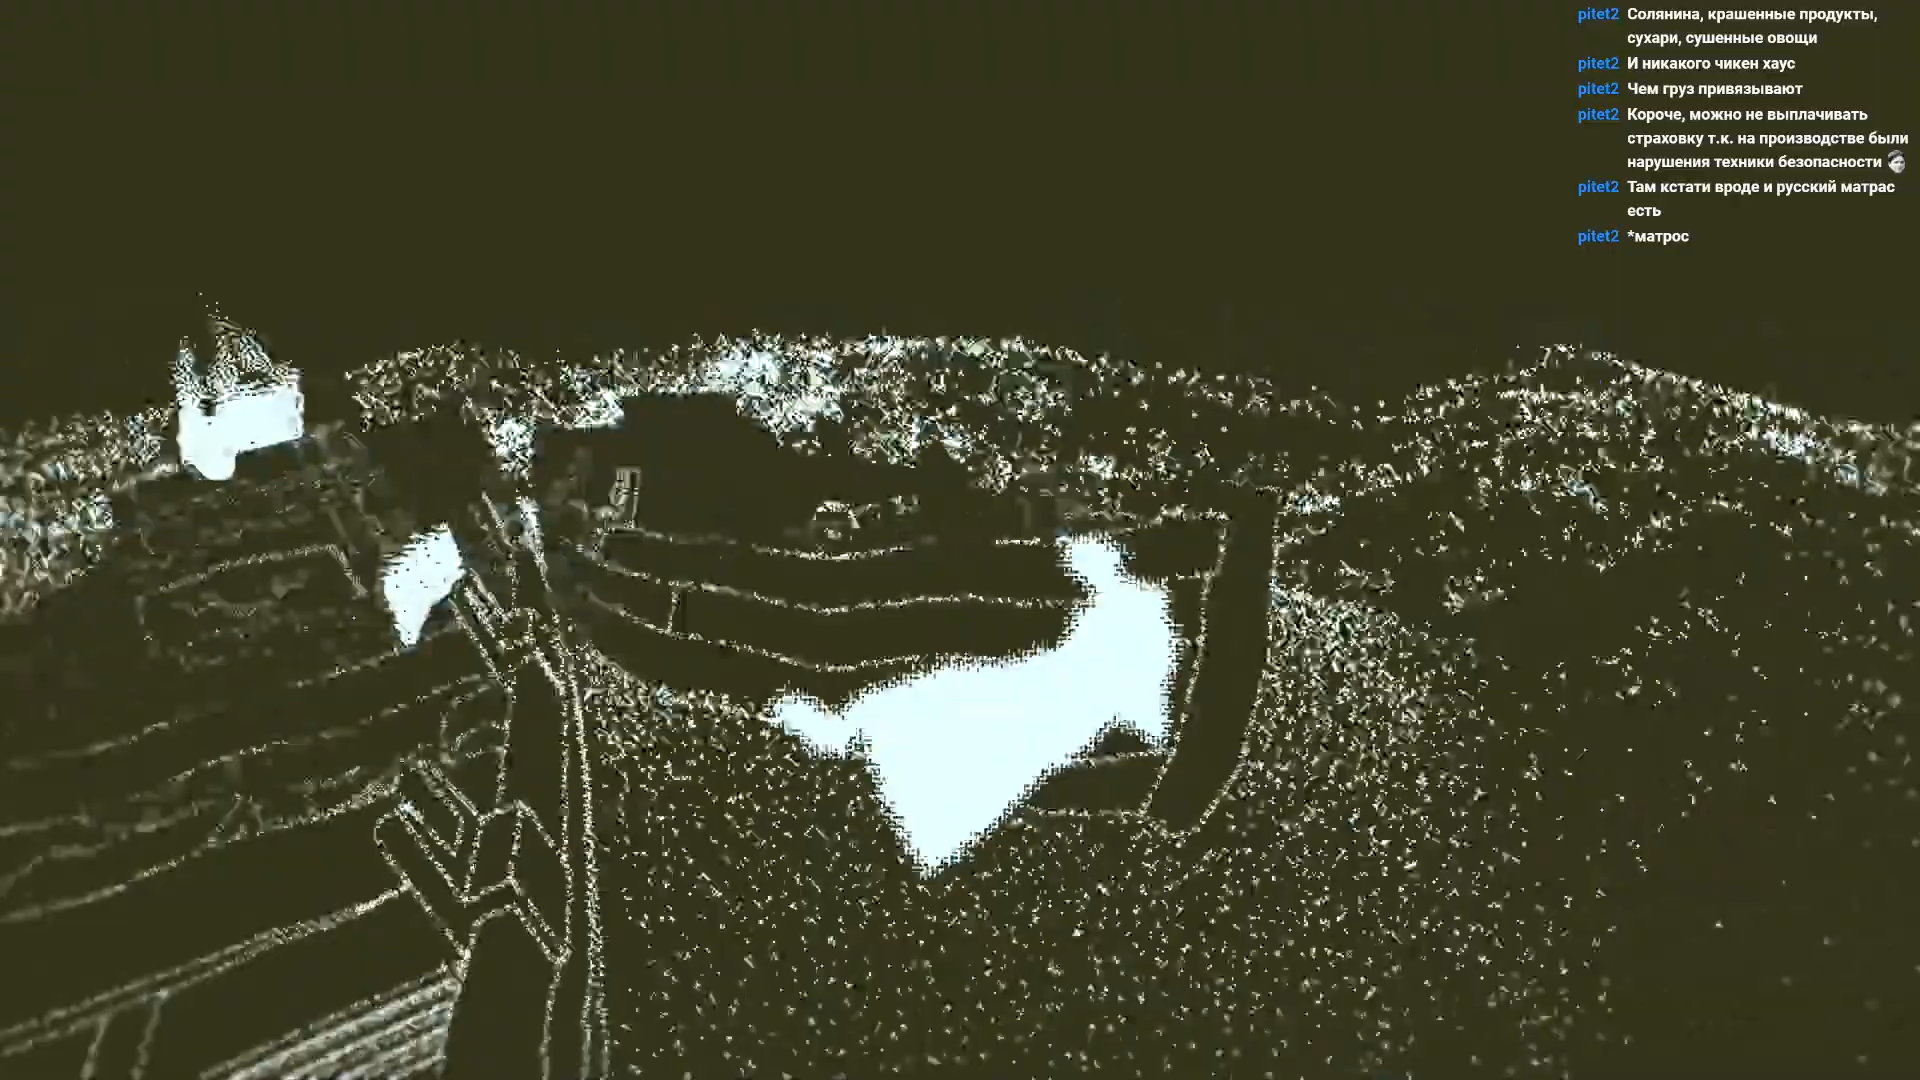 pitet2 Солянина, крашенные продукты,
сухари, сушенные овощи
pitet2 И никакого чикен хаус
pitet2 Чем груз привязывают
pitet2 Короче, можно не выплачивать
страховку т.к. на производстве были
нарушения техники безопасности
pitet2 Там кстати вроде и русский матрас
есть
pitet2 *матрос